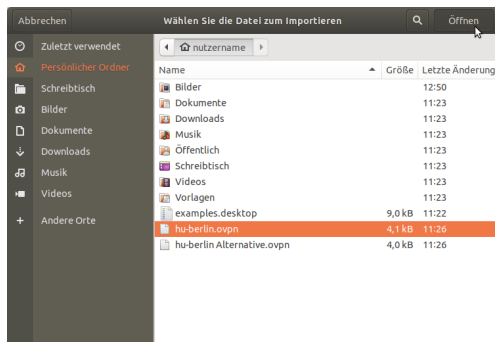 Abbrechen Wählen Sie die Datei zum Importieren Öffnen
Zuletzt verwendet
Persönlicher Ordner
Schreibtisch
Bilder
Dokumente
Downloads
Musik
Videos
+ Andere Orte
nutzername
Name Größe Letzte Änderung
Bilder 12:50
Dokumente 11:23
Downloads 11:23
Musik 11:23
Öffentlich 11:23
Schreibtisch 11:23
Videos 11:23
Vorlagen 11:23
examples.desktop 9,0 kB 11:22
hu-berlin.ovpn 4,1 kB 11:26
hu-berlin Alternative.ovpn 4,0 kB 11:26